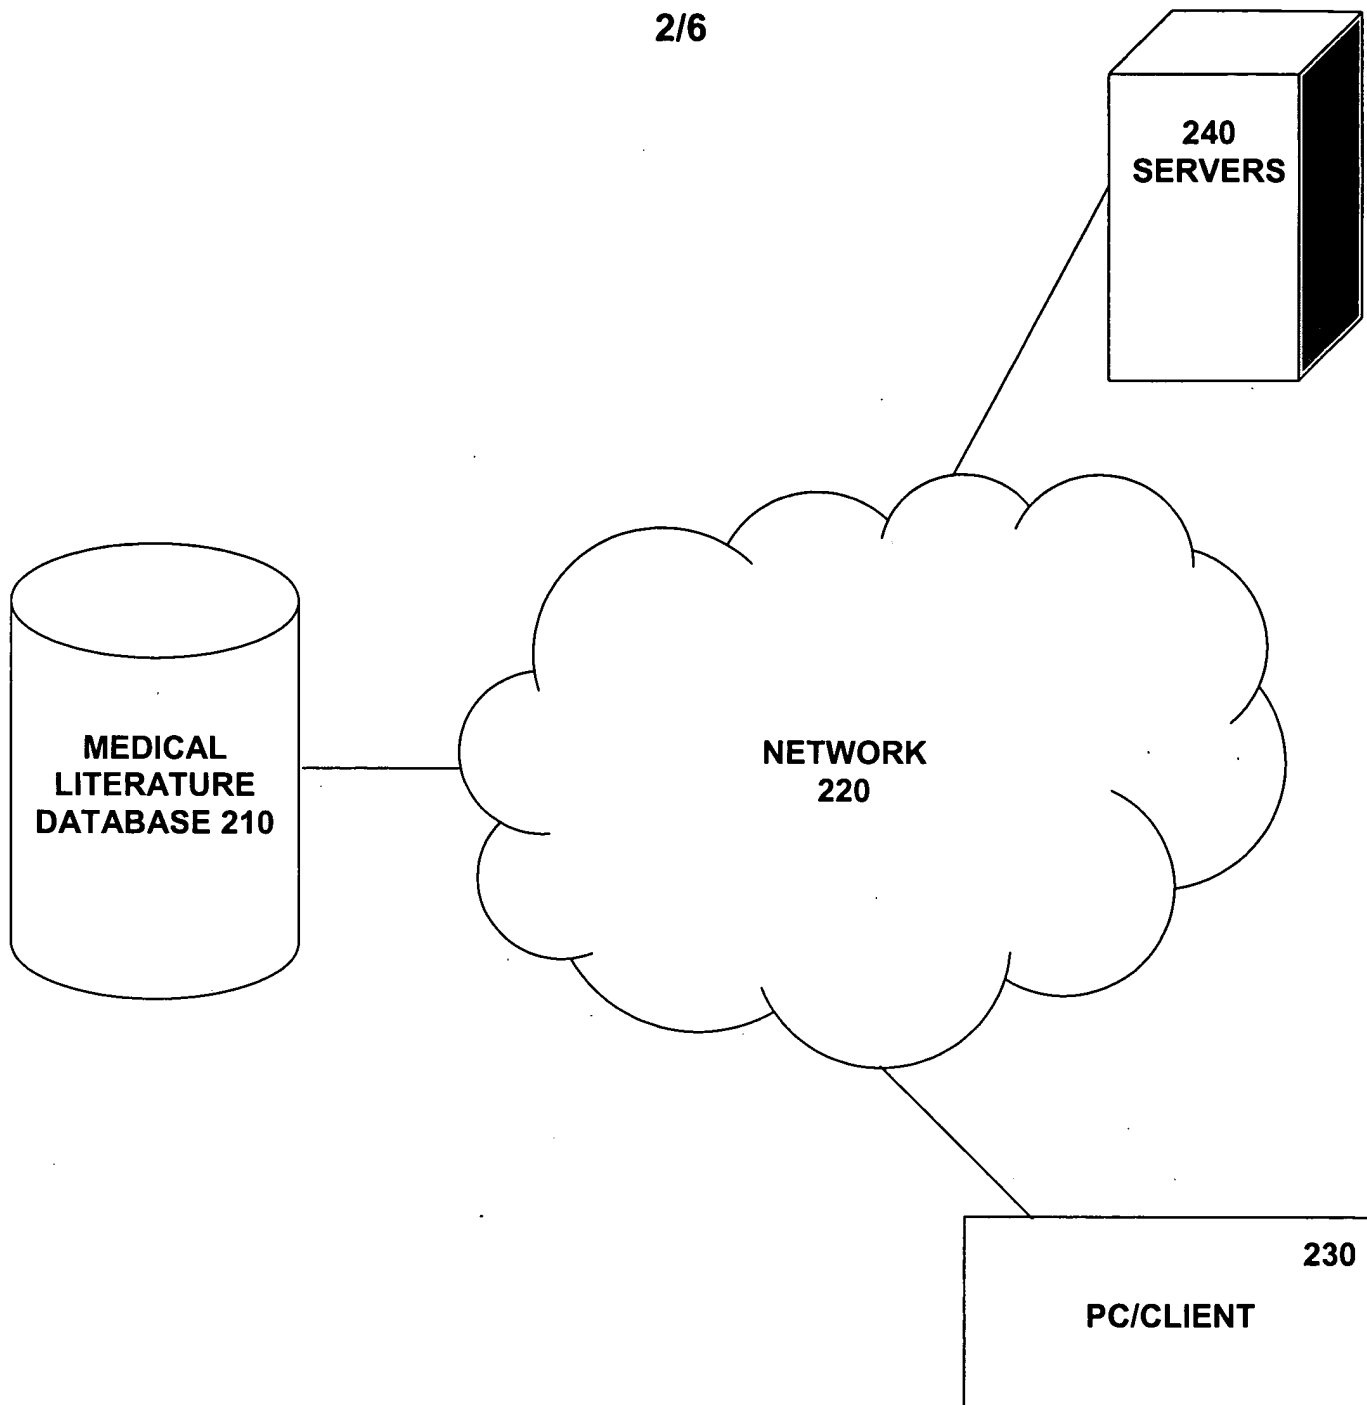 2/6
240
SERVERS
MEDICAL
LITERATURE
DATABASE 210
NETWORK
220
230
PC/CLIENT